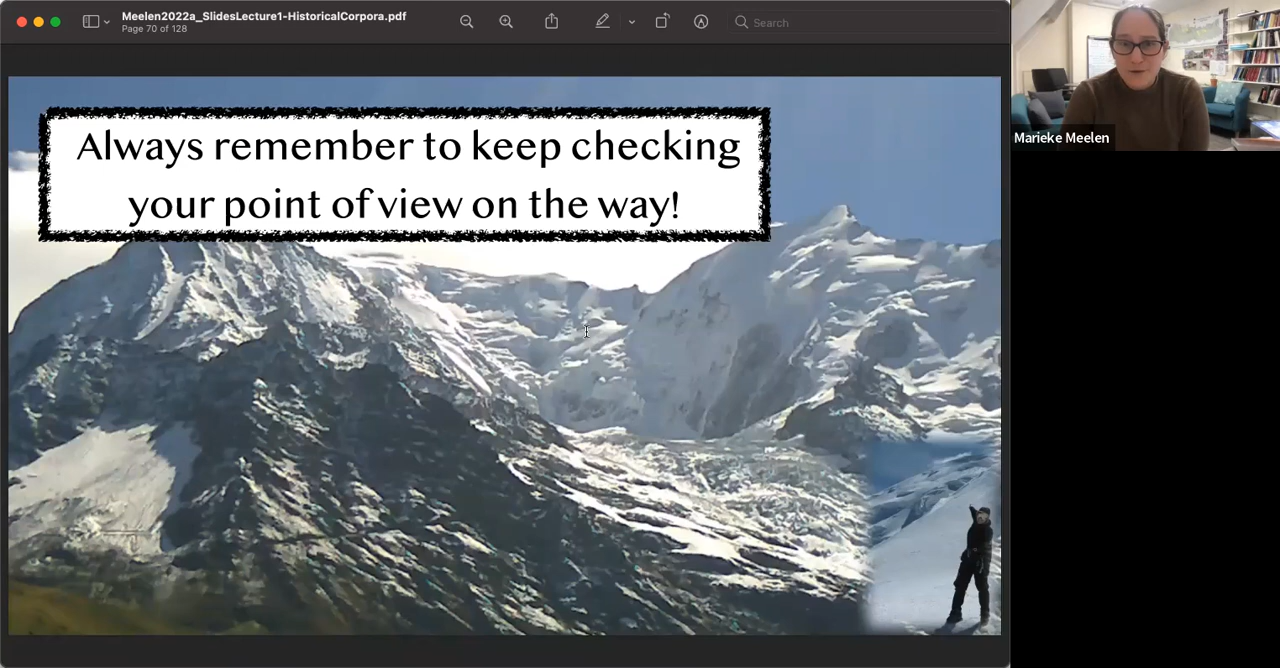 Meelen2022a_SlidesLecture1-HistoricalCorpora.pdf
Page 70 of 128
Search
Always remember to keep checking
your point of view on the way!
Marieke Meelen